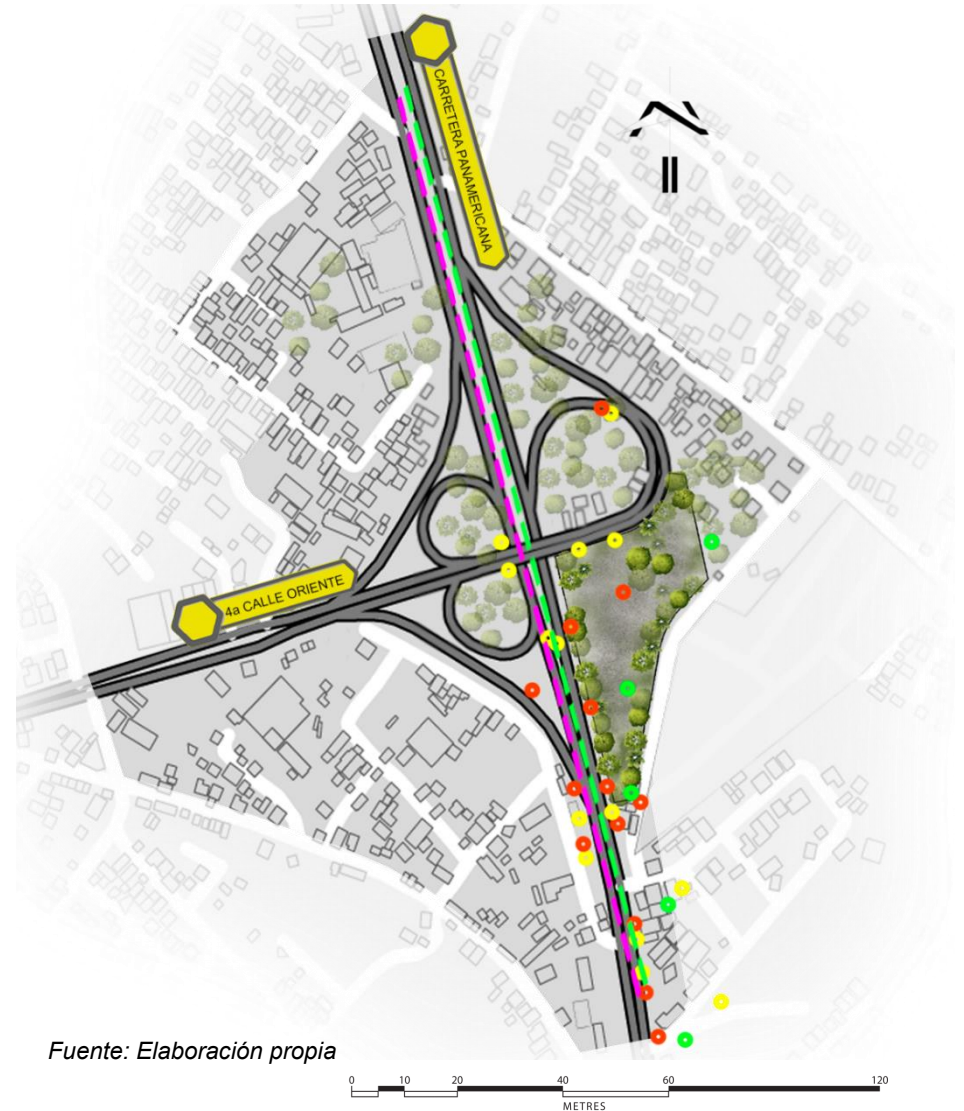 CARRETERA PANAMERICANA
4a CALLE ORIENTE
Fuente: Elaboración propia
0 10 20 40 60 120
METRES